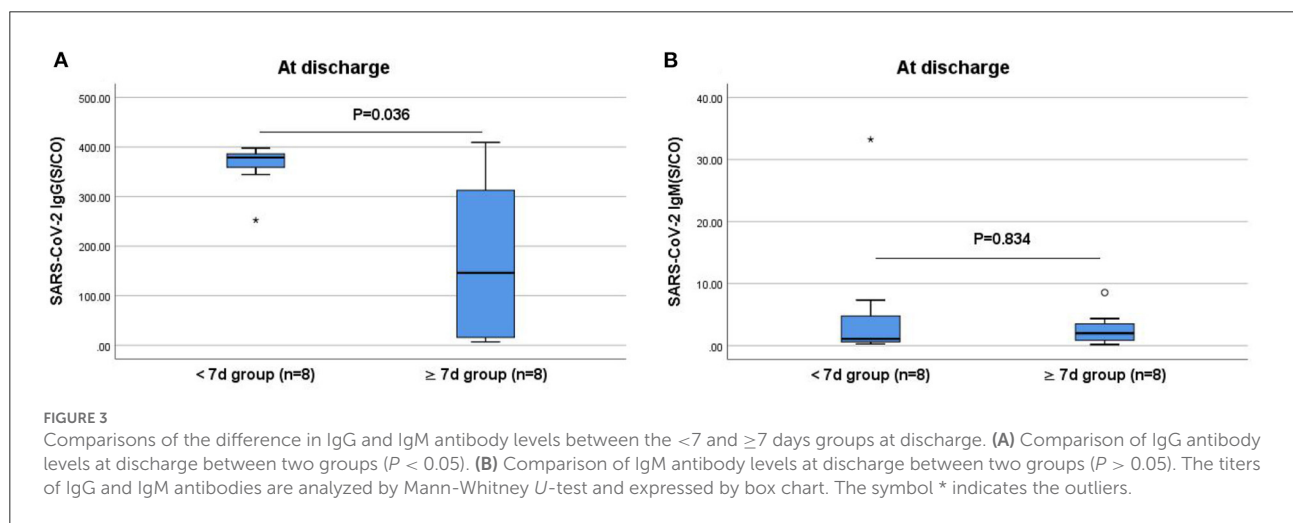 A
At discharge
SARS-CoV-2 IgG(S/CO)
500.00
400.00
300.00
200.00
100.00
.00
P=0.036
*
< 7d group (n=8)
≥ 7d group (n=8)
B
At discharge
SARS-CoV-2 IgM(S/CO)
40.00
30.00
20.00
10.00
.00
*
P=0.834
< 7d group (n=8)
≥ 7d group (n=8)
FIGURE 3
Comparisons of the difference in IgG and IgM antibody levels between the <7 and ≥7 days groups at discharge. (A) Comparison of IgG antibody
levels at discharge between two groups (P < 0.05). (B) Comparison of IgM antibody levels at discharge between two groups (P > 0.05). The titers
of IgG and IgM antibodies are analyzed by Mann-Whitney U-test and expressed by box chart. The symbol * indicates the outliers.